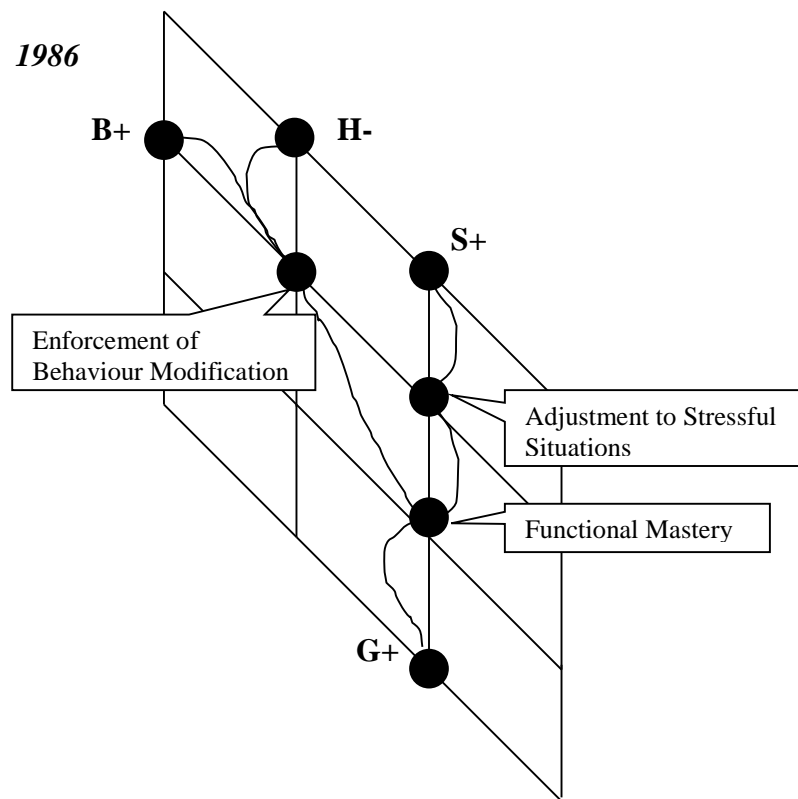 1986
B+
H-
S+
Enforcement of
Behaviour Modification
Adjustment to Stressful
Situations
Functional Mastery
G+